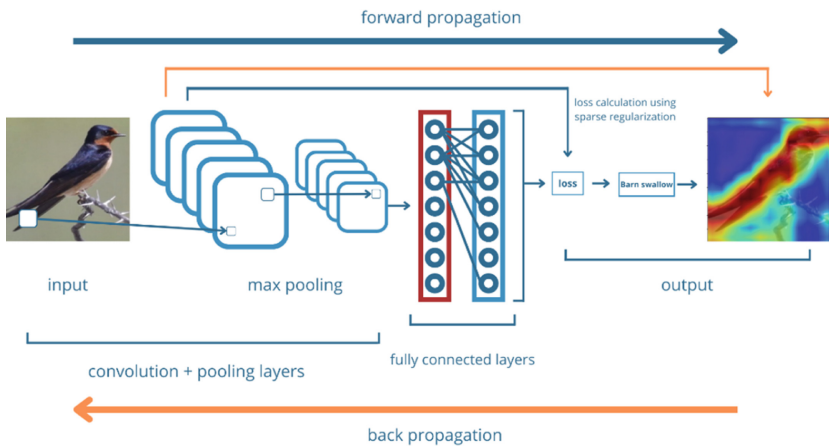 forward propagation
loss calculation using
sparse regularization
loss
Barn swallow
input
max pooling
output
fully connected layers
convolution + pooling layers
back propagation